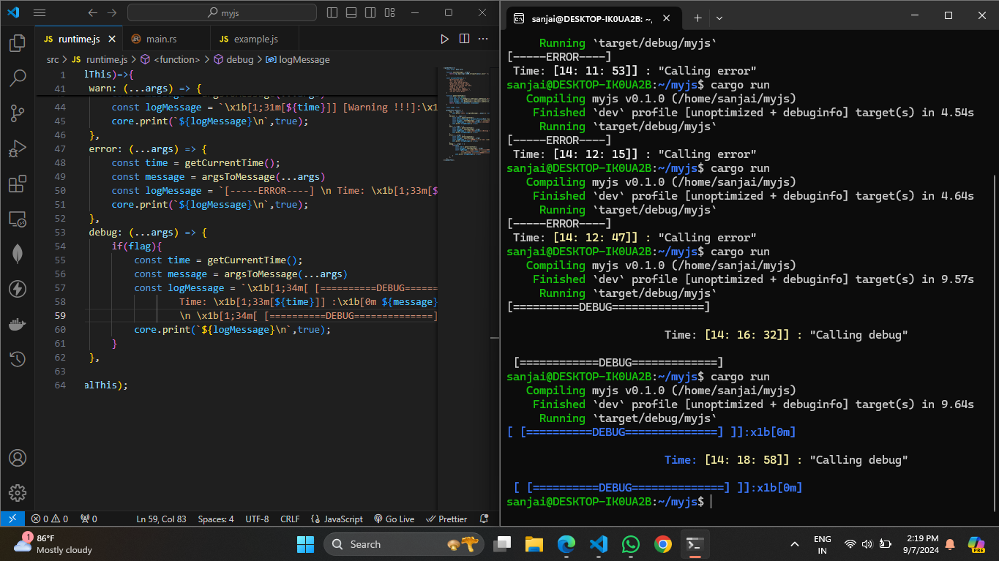 myjs
JS runtime.js
main.rs
JS example.js
src > JS runtime.js > <function> > debug > logMessage
1 lThis)=>{
41 warn: (...args) => {
44 const logMessage = `\x1b[1;31m[${time}]] [Warning !!!]:\x1
45 core.print(`${logMessage}\n`,true);
46 },
47 error: (...args) => {
48 const time = getCurrentTime();
49 const message = argsToMessage(...args)
50 const logMessage = `[-----ERROR----] \n Time: \x1b[1;33m[$
51 core.print(`${logMessage}\n`,true);
52 },
53 debug: (...args) => {
54 if(flag){
55 const time = getCurrentTime();
56 const message = argsToMessage(...args)
57 const logMessage = `\x1b[1;34m[ [==========DEBUG======
58 Time: \x1b[1;33m[${time}]] :\x1b[0m ${message}
59 \n \x1b[1;34m[ [==========DEBUG==============]
60 core.print(`${logMessage}\n`,true);
61 }
62 },
63
64 alThis);
0 0 0 Ln 59, Col 83 Spaces: 4 UTF-8 CRLF {} JavaScript Go Live Prettier
sanjai@DESKTOP-IK0UA2B: ~,
Running `target/debug/myjs`
[-----ERROR----]
Time: [14: 11: 53]] : "Calling error"
sanjai@DESKTOP-IK0UA2B:~/myjs$ cargo run
Compiling myjs v0.1.0 (/home/sanjai/myjs)
Finished `dev` profile [unoptimized + debuginfo] target(s) in 4.54s
Running `target/debug/myjs`
[-----ERROR----]
Time: [14: 12: 15]] : "Calling error"
sanjai@DESKTOP-IK0UA2B:~/myjs$ cargo run
Compiling myjs v0.1.0 (/home/sanjai/myjs)
Finished `dev` profile [unoptimized + debuginfo] target(s) in 4.64s
Running `target/debug/myjs`
[-----ERROR----]
Time: [14: 12: 47]] : "Calling error"
sanjai@DESKTOP-IK0UA2B:~/myjs$ cargo run
Compiling myjs v0.1.0 (/home/sanjai/myjs)
Finished `dev` profile [unoptimized + debuginfo] target(s) in 9.57s
Running `target/debug/myjs`
[==========DEBUG==============]
Time: [14: 16: 32]] : "Calling debug"
[============DEBUG=============]
sanjai@DESKTOP-IK0UA2B:~/myjs$ cargo run
Compiling myjs v0.1.0 (/home/sanjai/myjs)
Finished `dev` profile [unoptimized + debuginfo] target(s) in 9.64s
Running `target/debug/myjs`
[ [==========DEBUG==============] ]]:x1b[0m]
Time: [14: 18: 58]] : "Calling debug"
[ [==========DEBUG==============] ]]:x1b[0m]
sanjai@DESKTOP-IK0UA2B:~/myjs$
1
86°F
Mostly cloudy
Search
PRE
ENG
IN
2:19 PM
9/7/2024